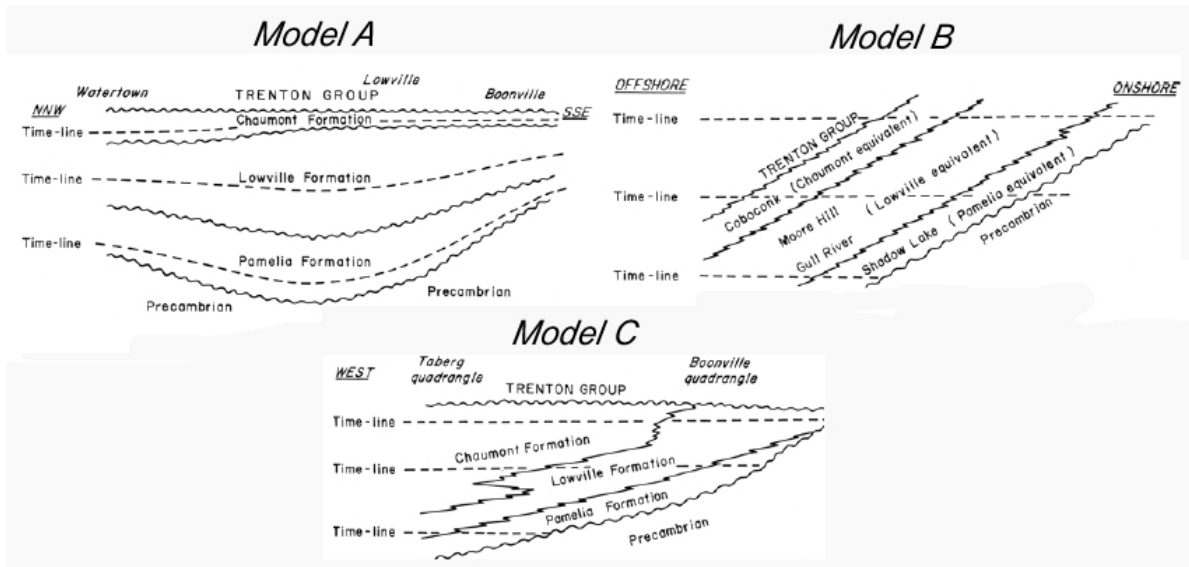 Model A
Watertown
Lowville
NNW
TRENTON GROUP
Boonville
SSE
Chaumont Formation
Time-line
Time-line
Lowville Formation
Time-line
Pamelia Formation
Precambrian
Precambrian
Model B
OFFSHORE
ONSHORE
Time-line
TRENTON GROUP
Coboconk (Chaumont equivalent)
Moore Hill (Lowville equivalent)
Time-line
Gull River
Shadow Lake (Pamelia equivalent)
Precambrian
Time-line
Model C
WEST
Taberg
quadrangle
Boonville
quadrangle
TRENTON GROUP
Time-line
Chaumont Formation
Time-line
Lowville Formation
Pamelia Formation
Time-line
Precambrian